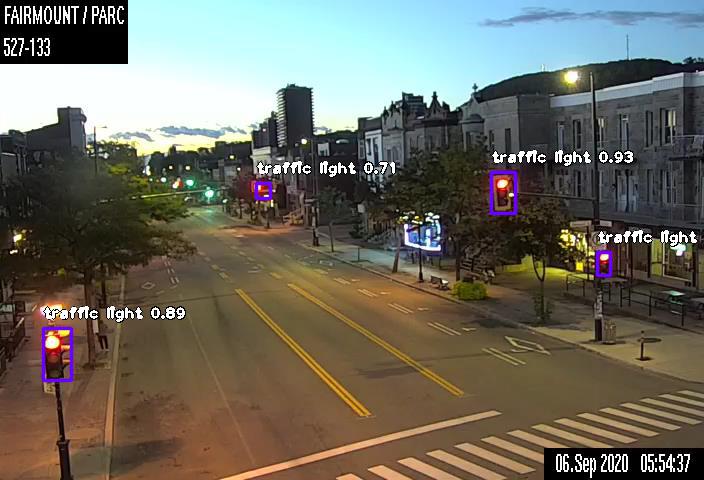 FAIRMOUNT / PARC
527-133
traffic light 0.93
traffic light 0.71
traffic light
traffic light 0.89
06.Sep 2020 05:54:37